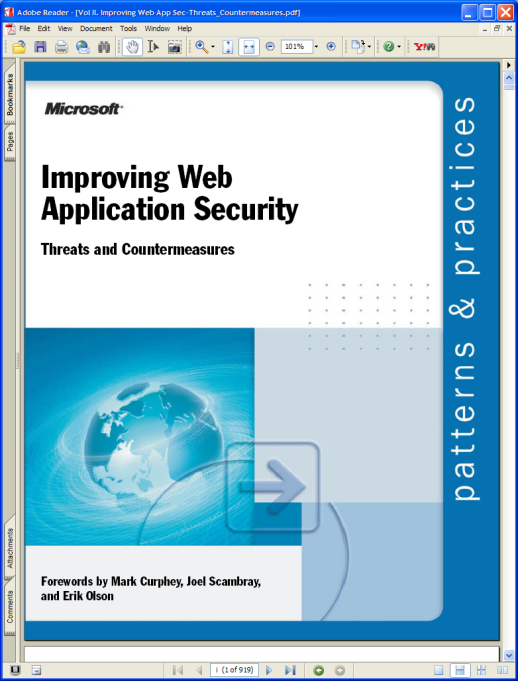 Adobe Reader - [Vol II. Improving Web App Sec-Threats_Countermeasures.pdf]
File Edit View Document Tools Window Help
101%
Y!
Bookmarks
Pages
Attachments
Comments
Microsoft
Improving Web
Application Security
Threats and Countermeasures
patterns & practices
Forewords by Mark Curphey, Joel Scambray,
and Erik Olson
i (1 of 919)